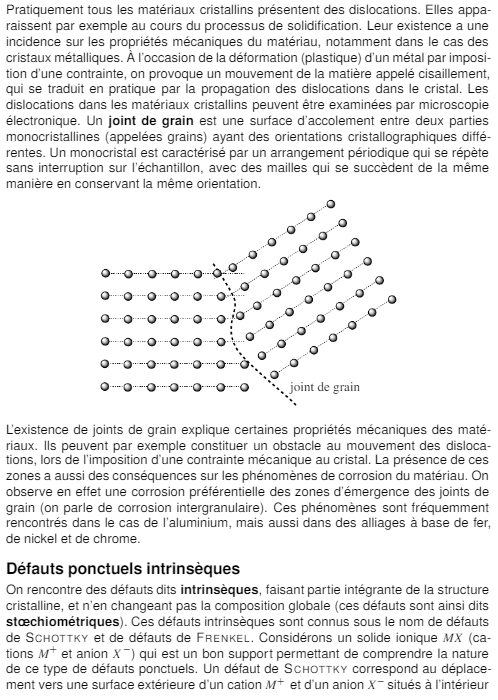 Pratiquement tous les matériaux cristallins présentent des dislocations. Elles appa-
raissent par exemple au cours du processus de solidification. Leur existence a une
incidence sur les propriétés mécaniques du matériau, notamment dans le cas des
cristaux métalliques. À l'occasion de la déformation (plastique) d'un métal par imposi-
tion d'une contrainte, on provoque un mouvement de la matière appelé cisaillement,
qui se traduit en pratique par la propagation des dislocations dans le cristal. Les
dislocations dans les matériaux cristallins peuvent être examinées par microscopie
électronique. Un joint de grain est une surface d'accolement entre deux parties
monocristallines (appelées grains) ayant des orientations cristallographiques diffé-
rentes. Un monocristal est caractérisé par un arrangement périodique qui se répète
sans interruption sur l'échantillon, avec des mailles qui se succèdent de la même
manière en conservant la même orientation.
joint de grain
L'existence de joints de grain explique certaines propriétés mécaniques des maté-
riaux. Ils peuvent par exemple constituer un obstacle au mouvement des disloca-
tions, lors de l'imposition d'une contrainte mécanique au cristal. La présence de ces
zones a aussi des conséquences sur les phénomènes de corrosion du matériau. On
observe en effet une corrosion préférentielle des zones d'émergence des joints de
grain (on parle de corrosion intergranulaire). Ces phénomènes sont fréquemment
rencontrés dans le cas de l'aluminium, mais aussi dans des alliages à base de fer,
de nickel et de chrome.
Défauts ponctuels intrinsèques
On rencontre des défauts dits intrinsèques, faisant partie intégrante de la structure
cristalline, et n'en changeant pas la composition globale (ces défauts sont ainsi dits
stœchiométriques). Ces défauts intrinsèques sont connus sous le nom de défauts
de SCHOTTKY et de défauts de FRENKEL. Considérons un solide ionique MX (ca-
tions M⁺ et anion X⁻) qui est un bon support permettant de comprendre la nature
de ce type de défauts ponctuels. Un défaut de SCHOTTKY correspond au déplace-
ment vers une surface extérieure d'un cation M⁺ et d'un anion X⁻ situés à l'intérieur